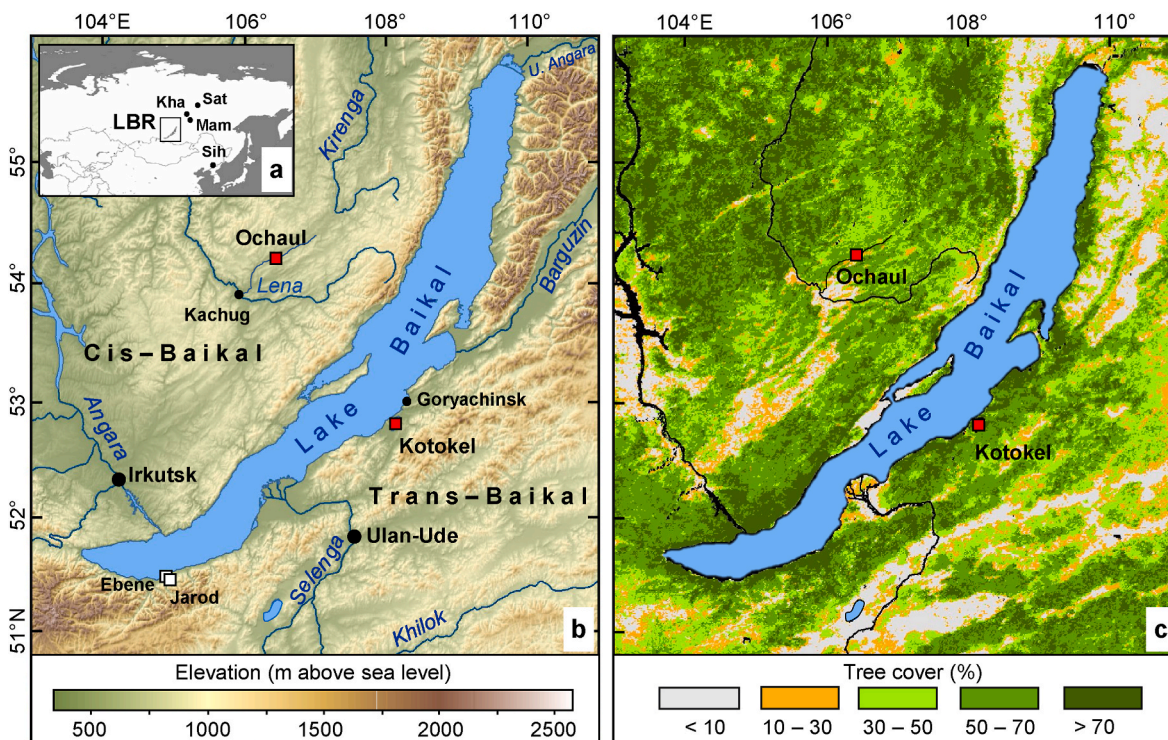 104° 106° 108° 110°
104° 106° 108° 110°
55°
54°
53°
52°
51°N
LBR
Kha
Sat
Mam
Sih
a
U. Angara
Kirenga
Barguzin
Ochaul
Lena
Kachug
Cis–Baikal
Lake Baikal
Goryachinsk
Kotokel
Angara
Irkutsk
Trans–Baikal
Ulan-Ude
Selenga
Ebene
Jarod
Khilok
b
Ochaul
Lake Baikal
Kotokel
c
Elevation (m above sea level)
500 1000 1500 2000 2500
Tree cover (%)
< 10 10 – 30 30 – 50 50 – 70 > 70